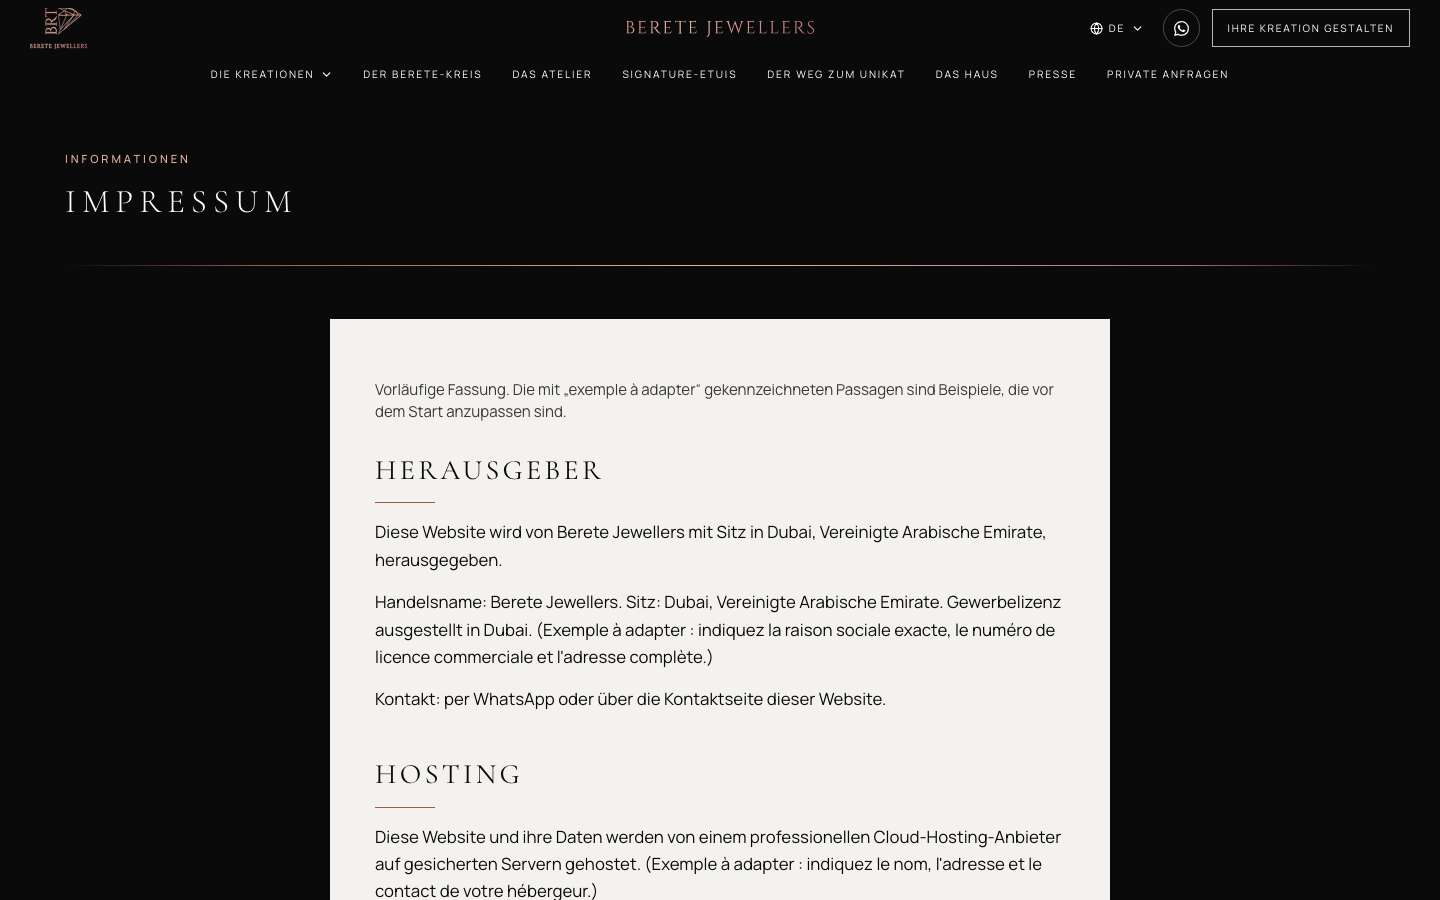 BRT
BERETE JEWELLERS
BERETE JEWELLERS
DE
IHRE KREATION GESTALTEN
DIE KREATIONEN DER BERETE-KREIS DAS ATELIER SIGNATURE-ETUIS DER WEG ZUM UNIKAT DAS HAUS PRESSE PRIVATE ANFRAGEN
INFORMATIONEN
IMPRESSUM
Vorläufige Fassung. Die mit „exemple à adapter“ gekennzeichneten Passagen sind Beispiele, die vor
dem Start anzupassen sind.
HERAUSGEBER
Diese Website wird von Berete Jewellers mit Sitz in Dubai, Vereinigte Arabische Emirate,
herausgegeben.
Handelsname: Berete Jewellers. Sitz: Dubai, Vereinigte Arabische Emirate. Gewerbelizenz
ausgestellt in Dubai. (Exemple à adapter : indiquez la raison sociale exacte, le numéro de
licence commerciale et l'adresse complète.)
Kontakt: per WhatsApp oder über die Kontaktseite dieser Website.
HOSTING
Diese Website und ihre Daten werden von einem professionellen Cloud-Hosting-Anbieter
auf gesicherten Servern gehostet. (Exemple à adapter : indiquez le nom, l'adresse et le
contact de votre hébergeur.)